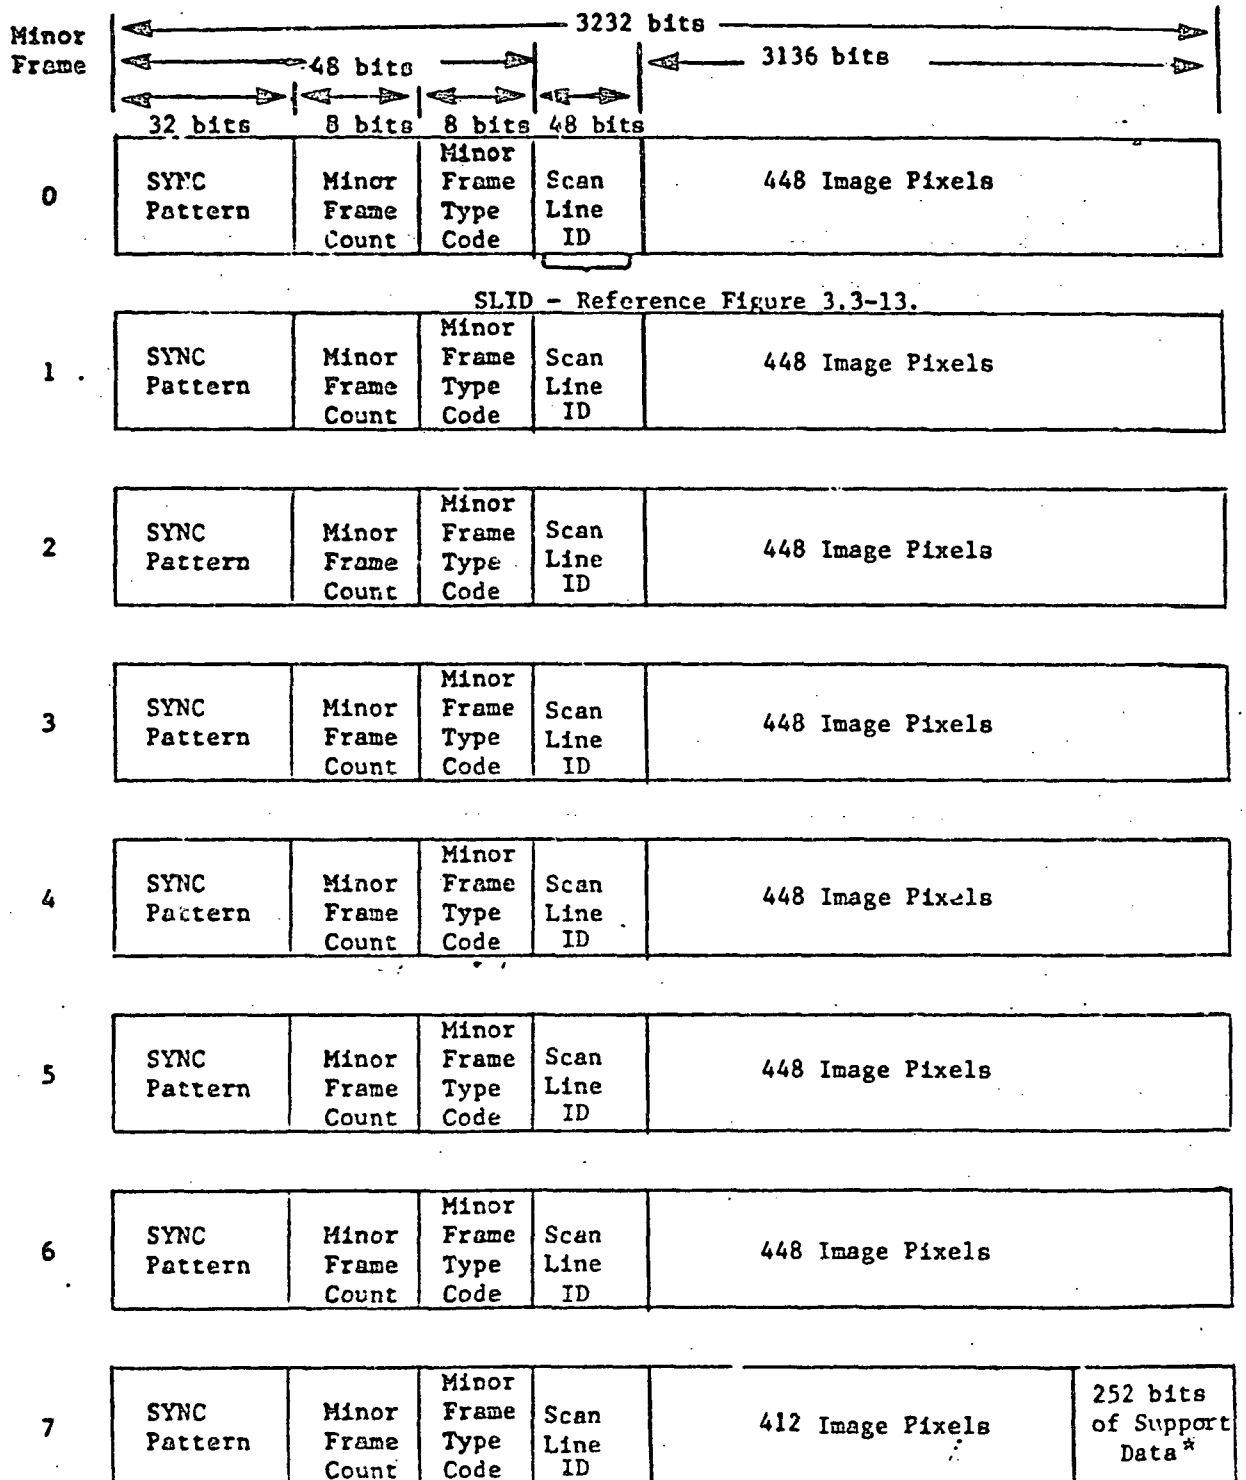 Minor
Frame
3232 bits
48 bits
3136 bits
32 bits 8 bits 8 bits 48 bits
0
SYNC
Pattern
Minor
Frame
Count
Minor
Frame
Type
Code
Scan
Line
ID
448 Image Pixels
SLID - Reference Figure 3.3-13.
1
SYNC
Pattern
Minor
Frame
Count
Minor
Frame
Type
Code
Scan
Line
ID
448 Image Pixels
2
SYNC
Pattern
Minor
Frame
Count
Minor
Frame
Type
Code
Scan
Line
ID
448 Image Pixels
3
SYNC
Pattern
Minor
Frame
Count
Minor
Frame
Type
Code
Scan
Line
ID
448 Image Pixels
4
SYNC
Pattern
Minor
Frame
Count
Minor
Frame
Type
Code
Scan
Line
ID
448 Image Pixels
5
SYNC
Pattern
Minor
Frame
Count
Minor
Frame
Type
Code
Scan
Line
ID
448 Image Pixels
6
SYNC
Pattern
Minor
Frame
Count
Minor
Frame
Type
Code
Scan
Line
ID
448 Image Pixels
7
SYNC
Pattern
Minor
Frame
Count
Minor
Frame
Type
Code
Scan
Line
ID
412 Image Pixels
252 bits
of Support
Data*